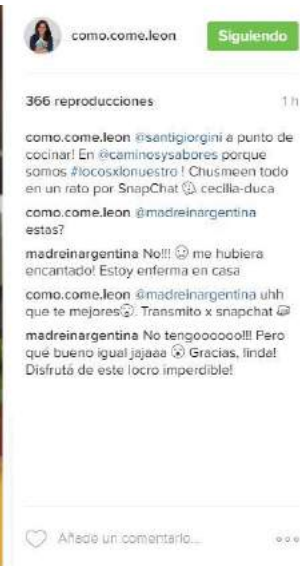 como.come.leon
Siguiendo
366 reproducciones
1 h
como.come.leon @santigiorgini a punto de
cocinar! En @caminosysabores porque
somos #locosxlonuestro ! Chusmeen todo
en un rato por SnapChat cecilia-duca
como.come.leon @madreinargentina
estas?
madreinargentina No!!! me hubiera
encantado! Estoy enferma en casa
como.come.leon @madreinargentina uhh
que te mejores. Transmito x snapchat
madreinargentina No tengoooooo!!! Pero
qué bueno igual jajaaa Gracias, linda!
Disfrutá de este locro imperdible!
Añade un comentario...